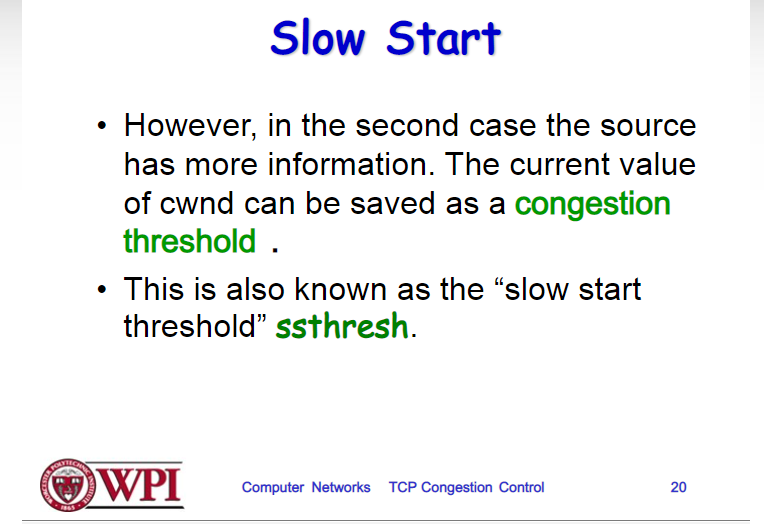 Slow Start
• However, in the second case the source
has more information. The current value
of cwnd can be saved as a congestion
threshold .
• This is also known as the “slow start
threshold” ssthresh.
WPI
Computer Networks TCP Congestion Control 20